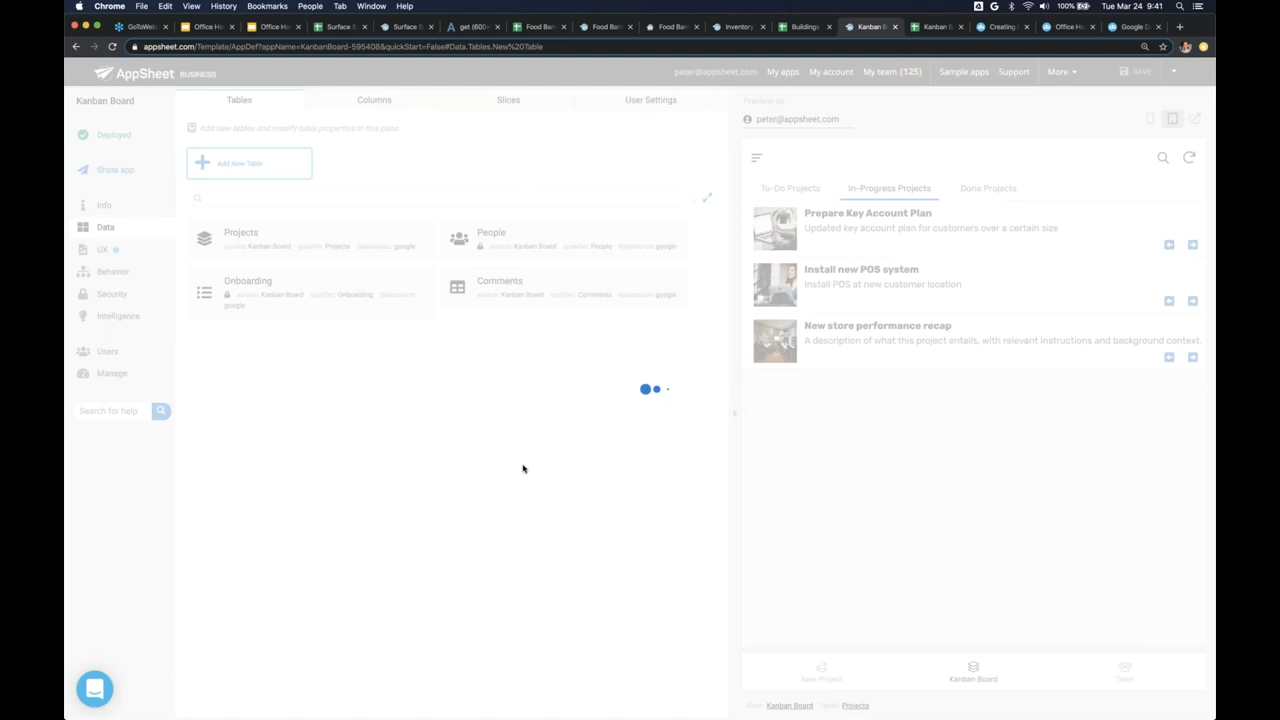 Chrome File Edit View History Bookmarks People Tab Window Help 100% Tue Mar 24 9:41
GoToWeb Office He Office He Surface S Surface S get (600× Food Ban Food Ban Food Ban Inventory Buildings Kanban B Kanban B Creating Office He Google D
appsheet.com/Template/AppDef?appName=KanbanBoard-595408&quickStart=False#Data.Tables.New%20Table
AppSheet BUSINESS peter@appsheet.com My apps My account My team (125) Sample apps Support More SAVE
Kanban Board Tables Columns Slices User Settings Preview as
peter@appsheet.com
Add new tables and modify table properties in this pane.
Deployed
Add New Table
Share app
To-Do Projects In-Progress Projects Done Projects
Info
Data
UX
Behavior
Security
Intelligence
Users
Manage
Search for help
Projects
source: Kanban Board qualifier: Projects datasource: google
People
source: Kanban Board qualifier: People datasource: google
Onboarding
source: Kanban Board qualifier: Onboarding datasource: google
Comments
source: Kanban Board qualifier: Comments datasource: google
Prepare Key Account Plan
Updated key account plan for customers over a certain size
Install new POS system
Install POS at new customer location
New store performance recap
A description of what this project entails, with relevant instructions and background context.
New Project Kanban Board Team
View: Kanban Board Table: Projects